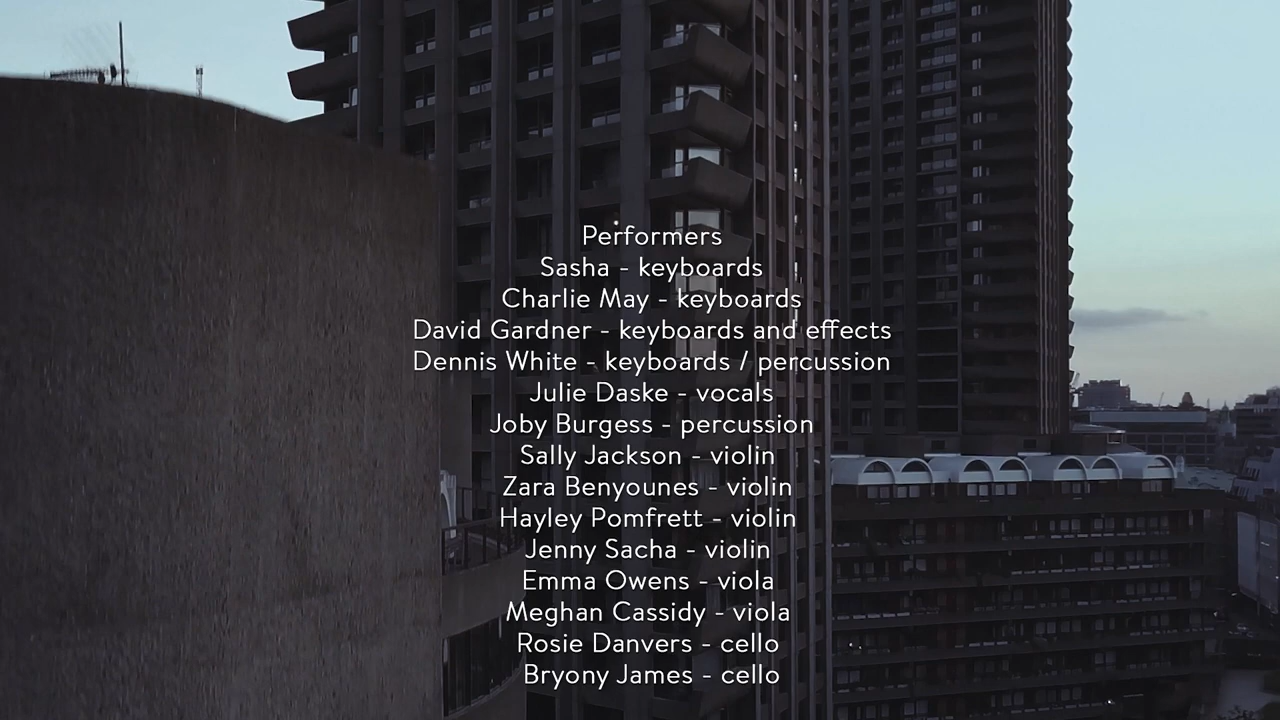 Performers
Sasha - keyboards
Charlie May - keyboards
David Gardner - keyboards and effects
Dennis White - keyboards / percussion
Julie Daske - vocals
Joby Burgess - percussion
Sally Jackson - violin
Zara Benyounes - violin
Hayley Pomfrett - violin
Jenny Sacha - violin
Emma Owens - viola
Meghan Cassidy - viola
Rosie Danvers - cello
Bryony James - cello